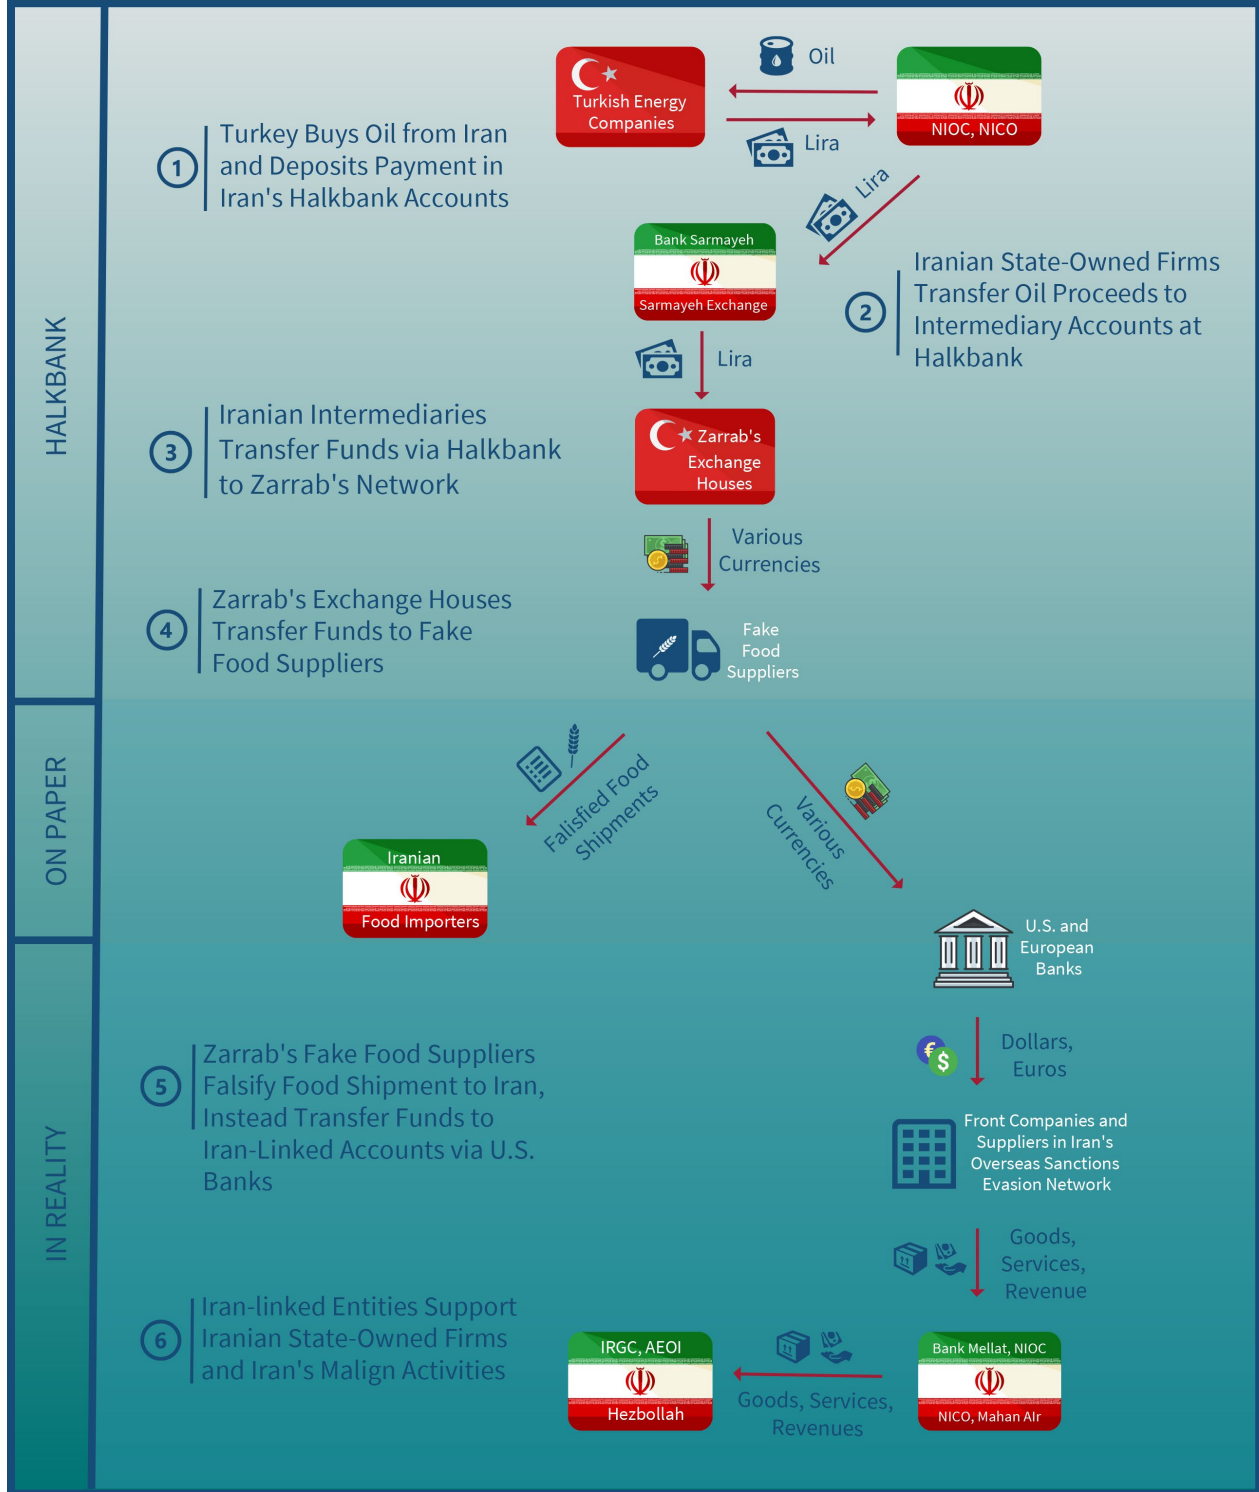 HALKBANK
Turkish Energy
Companies
Oil
Lira
NIOC, NICO
1
Turkey Buys Oil from Iran
and Deposits Payment in
Iran's Halkbank Accounts
Lira
Bank Sarmayeh
Sarmayeh Exchange
2
Iranian State-Owned Firms
Transfer Oil Proceeds to
Intermediary Accounts at
Halkbank
Lira
3
Iranian Intermediaries
Transfer Funds via Halkbank
to Zarrab's Network
Zarrab's
Exchange
Houses
Various
Currencies
4
Zarrab's Exchange Houses
Transfer Funds to Fake
Food Suppliers
Fake
Food
Suppliers
ON PAPER
Falisfied Food
Shipments
Various
Currencies
Iranian
Food Importers
U.S. and
European
Banks
IN REALITY
€
$
Dollars,
Euros
5
Zarrab's Fake Food Suppliers
Falsify Food Shipment to Iran,
Instead Transfer Funds to
Iran-Linked Accounts via U.S.
Banks
Front Companies and
Suppliers in Iran's
Overseas Sanctions
Evasion Network
Goods,
Services,
Revenue
6
Iran-linked Entities Support
Iranian State-Owned Firms
and Iran's Malign Activities
IRGC, AEOI
Hezbollah
Goods, Services,
Revenues
Bank Mellat, NIOC
NICO, Mahan AIr